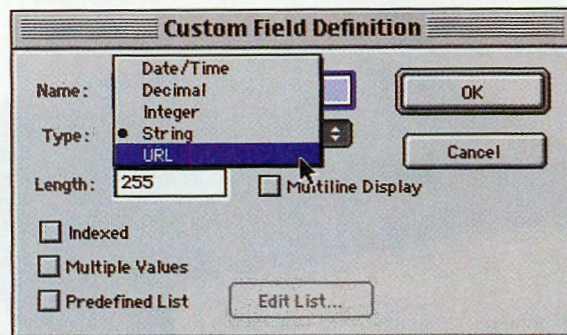 Custom Field Definition
Name:
Date/Time
Decimal
Integer
String
URL
OK
Type:
Cancel
Length: 255
Multiline Display
Indexed
Multiple Values
Predefined List
Edit List...